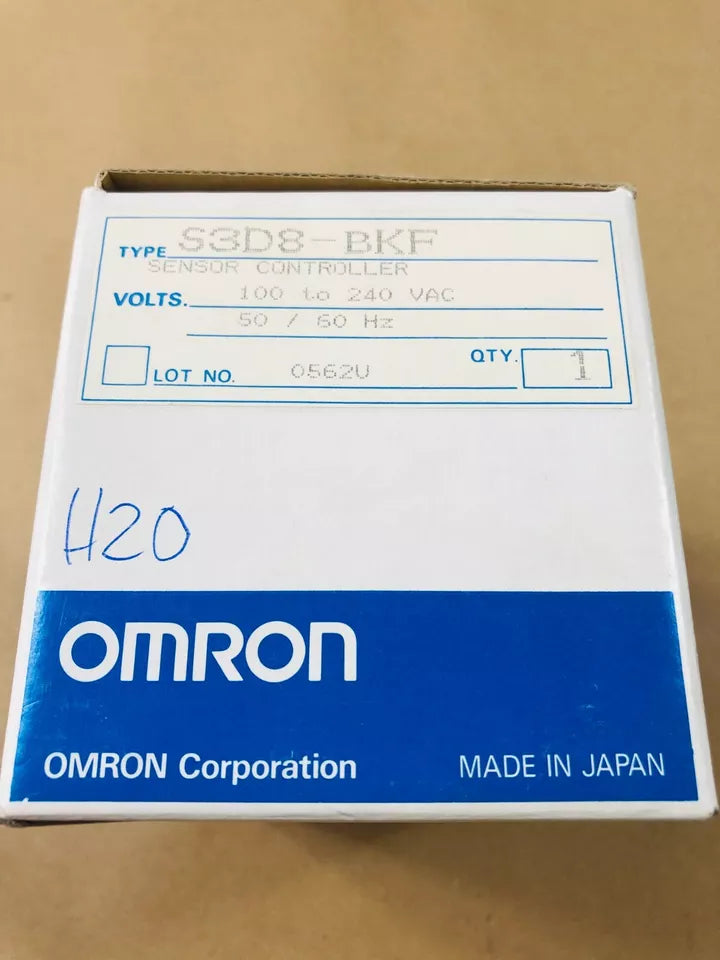 TYPE S3D8-BKF
SENSOR CONTROLLER
VOLTS. 100 to 240 VAC
50 / 60 Hz
LOT NO. 0562U QTY. 1
H20
OMRON
OMRON Corporation MADE IN JAPAN